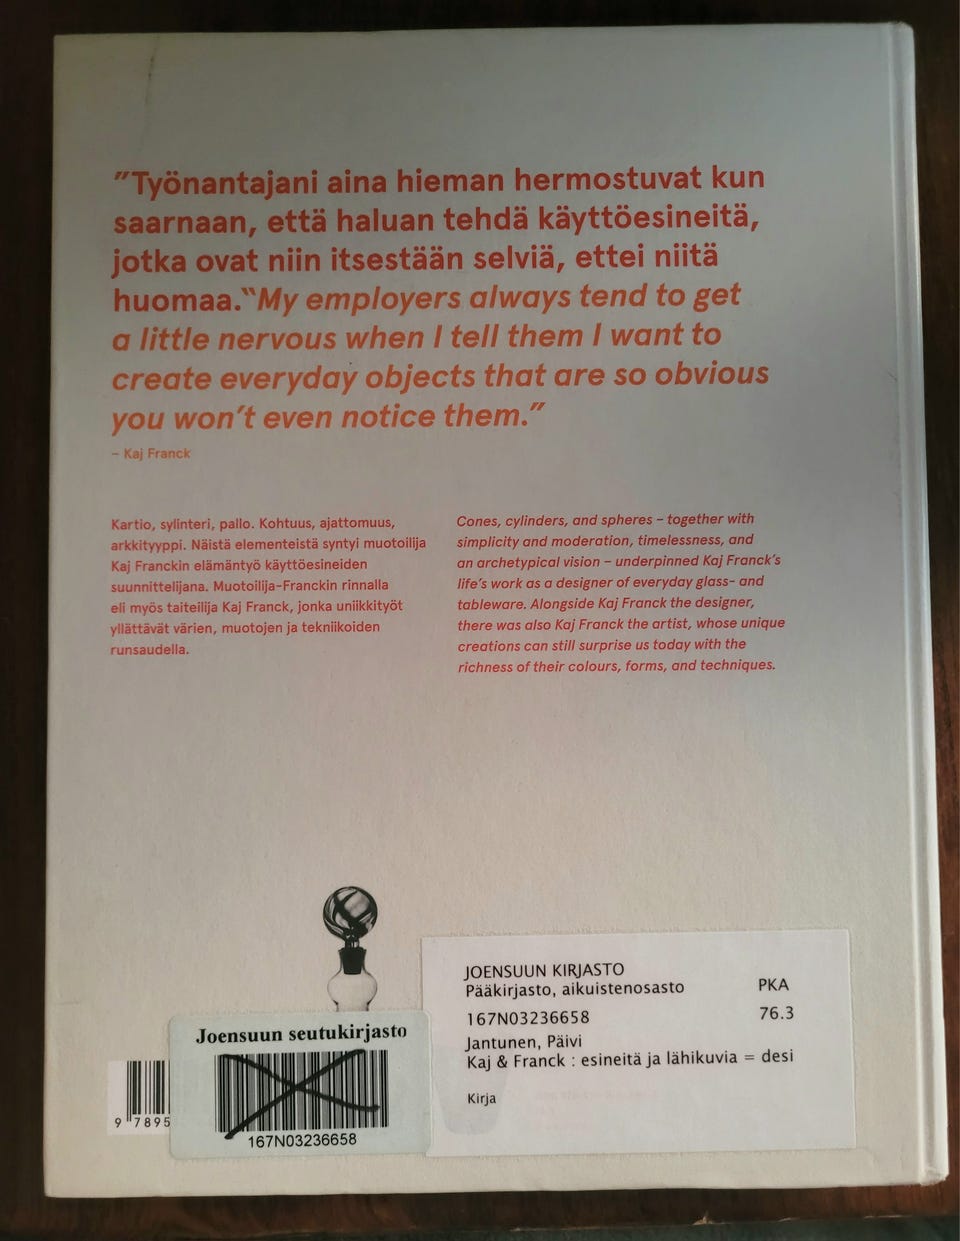 ”Työnantajani aina hieman hermostuvat kun
saarnaan, että haluan tehdä käyttöesineitä,
jotka ovat niin itsestään selviä, ettei niitä
huomaa.“My employers always tend to get
a little nervous when I tell them I want to
create everyday objects that are so obvious
you won’t even notice them.”
– Kaj Franck
Kartio, sylinteri, pallo. Kohtuus, ajattomuus,
arkkityyppi. Näistä elementeistä syntyi muotoilija
Kaj Franckin elämäntyö käyttöesineiden
suunnittelijana. Muotoilija-Franckin rinnalla
eli myös taiteilija Kaj Franck, jonka uniikkityöt
yllättävät värien, muotojen ja tekniikoiden
runsaudella.
Cones, cylinders, and spheres – together with
simplicity and moderation, timelessness, and
an archetypical vision – underpinned Kaj Franck’s
life’s work as a designer of everyday glass- and
tableware. Alongside Kaj Franck the designer,
there was also Kaj Franck the artist, whose unique
creations can still surprise us today with the
richness of their colours, forms, and techniques.
JOENSUUN KIRJASTO
Pääkirjasto, aikuistenosasto PKA
167N03236658 76.3
Jantunen, Päivi
Kaj & Franck : esineitä ja lähikuvia = desi
Kirja
Joensuun seutukirjasto
167N03236658
9 7895